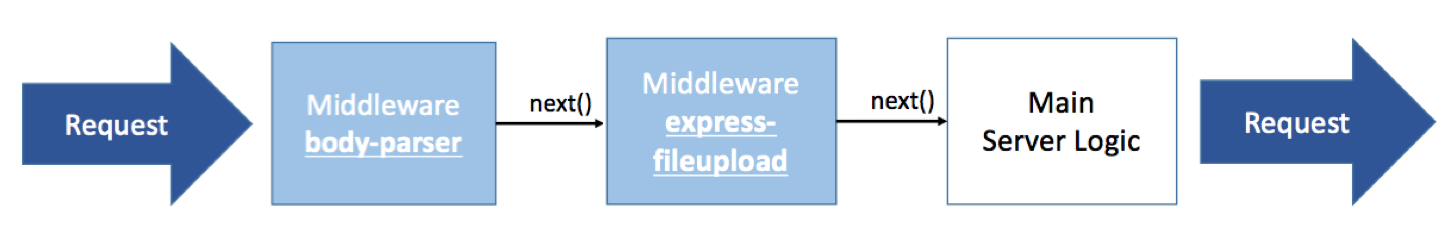 Request
Middleware
body-parser
next()
Middleware
express-
fileupload
next()
Main
Server Logic
Request